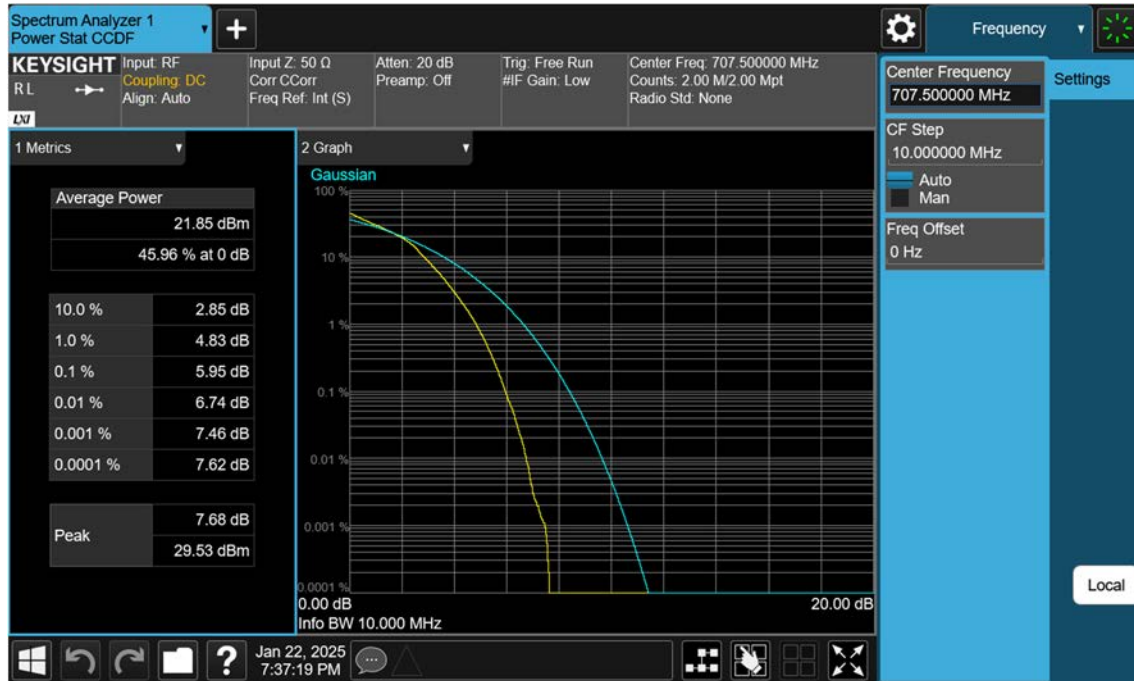 Spectrum Analyzer 1
Power Stat CCDF
+
Frequency
KEYSIGHT
R L
LXI
Input: RF
Coupling: DC
Align: Auto
Input Z: 50 Ω
Corr CCorr
Freq Ref: Int (S)
Atten: 20 dB
Preamp: Off
Trig: Free Run
#IF Gain: Low
Center Freq: 707.500000 MHz
Counts: 2.00 M/2.00 Mpt
Radio Std: None
Center Frequency
707.500000 MHz
Settings
CF Step
10.000000 MHz
Auto
Man
Freq Offset
0 Hz
Local
1 Metrics
Average Power
21.85 dBm
45.96 % at 0 dB
10.0 % 2.85 dB
1.0 % 4.83 dB
0.1 % 5.95 dB
0.01 % 6.74 dB
0.001 % 7.46 dB
0.0001 % 7.62 dB
Peak
7.68 dB
29.53 dBm
2 Graph
Gaussian
100 %
10 %
1 %
0.1 %
0.01 %
0.001 %
0.0001 %
0.00 dB 20.00 dB
Info BW 10.000 MHz
?
Jan 22, 2025
7:37:19 PM